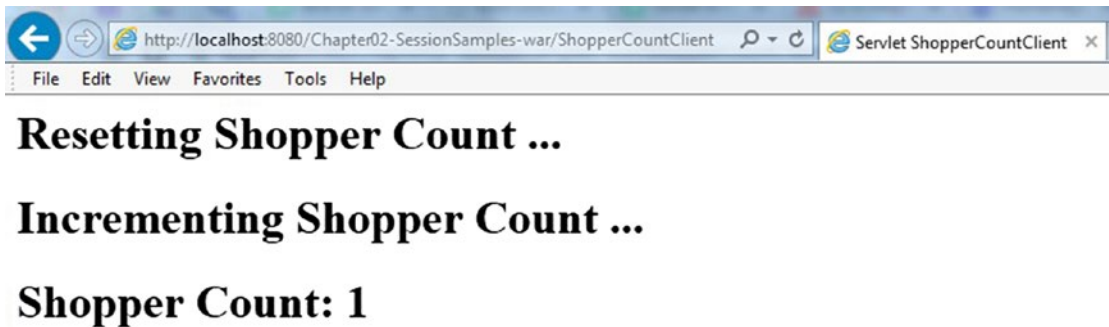 http://localhost:8080/Chapter02-SessionSamples-war/ShopperCountClient
Servlet ShopperCountClient
File Edit View Favorites Tools Help
Resetting Shopper Count ...
Incrementing Shopper Count ...
Shopper Count: 1